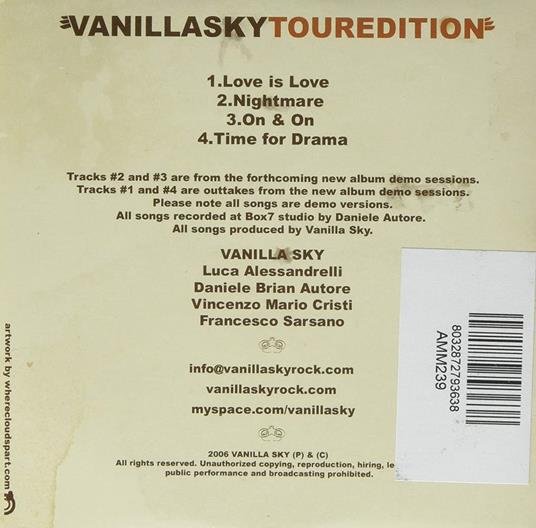 VANILLASKYTOUREDITION
1.Love is Love
2.Nightmare
3.On & On
4.Time for Drama
Tracks #2 and #3 are from the forthcoming new album demo sessions.
Tracks #1 and #4 are outtakes from the new album demo sessions.
Please note all songs are demo versions.
All songs recorded at Box7 studio by Daniele Autore.
All songs produced by Vanilla Sky.
VANILLA SKY
Luca Alessandrelli
Daniele Brian Autore
Vincenzo Mario Cristi
Francesco Sarsano
info@vanillaskyrock.com
vanillaskyrock.com
myspace.com/vanillasky
2006 VANILLA SKY (P) & (C)
All rights reserved. Unauthorized copying, reproduction, hiring, le
public performance and broadcasting prohibited.
artwork by wherecloudspart.com
8032872793638
AMM239